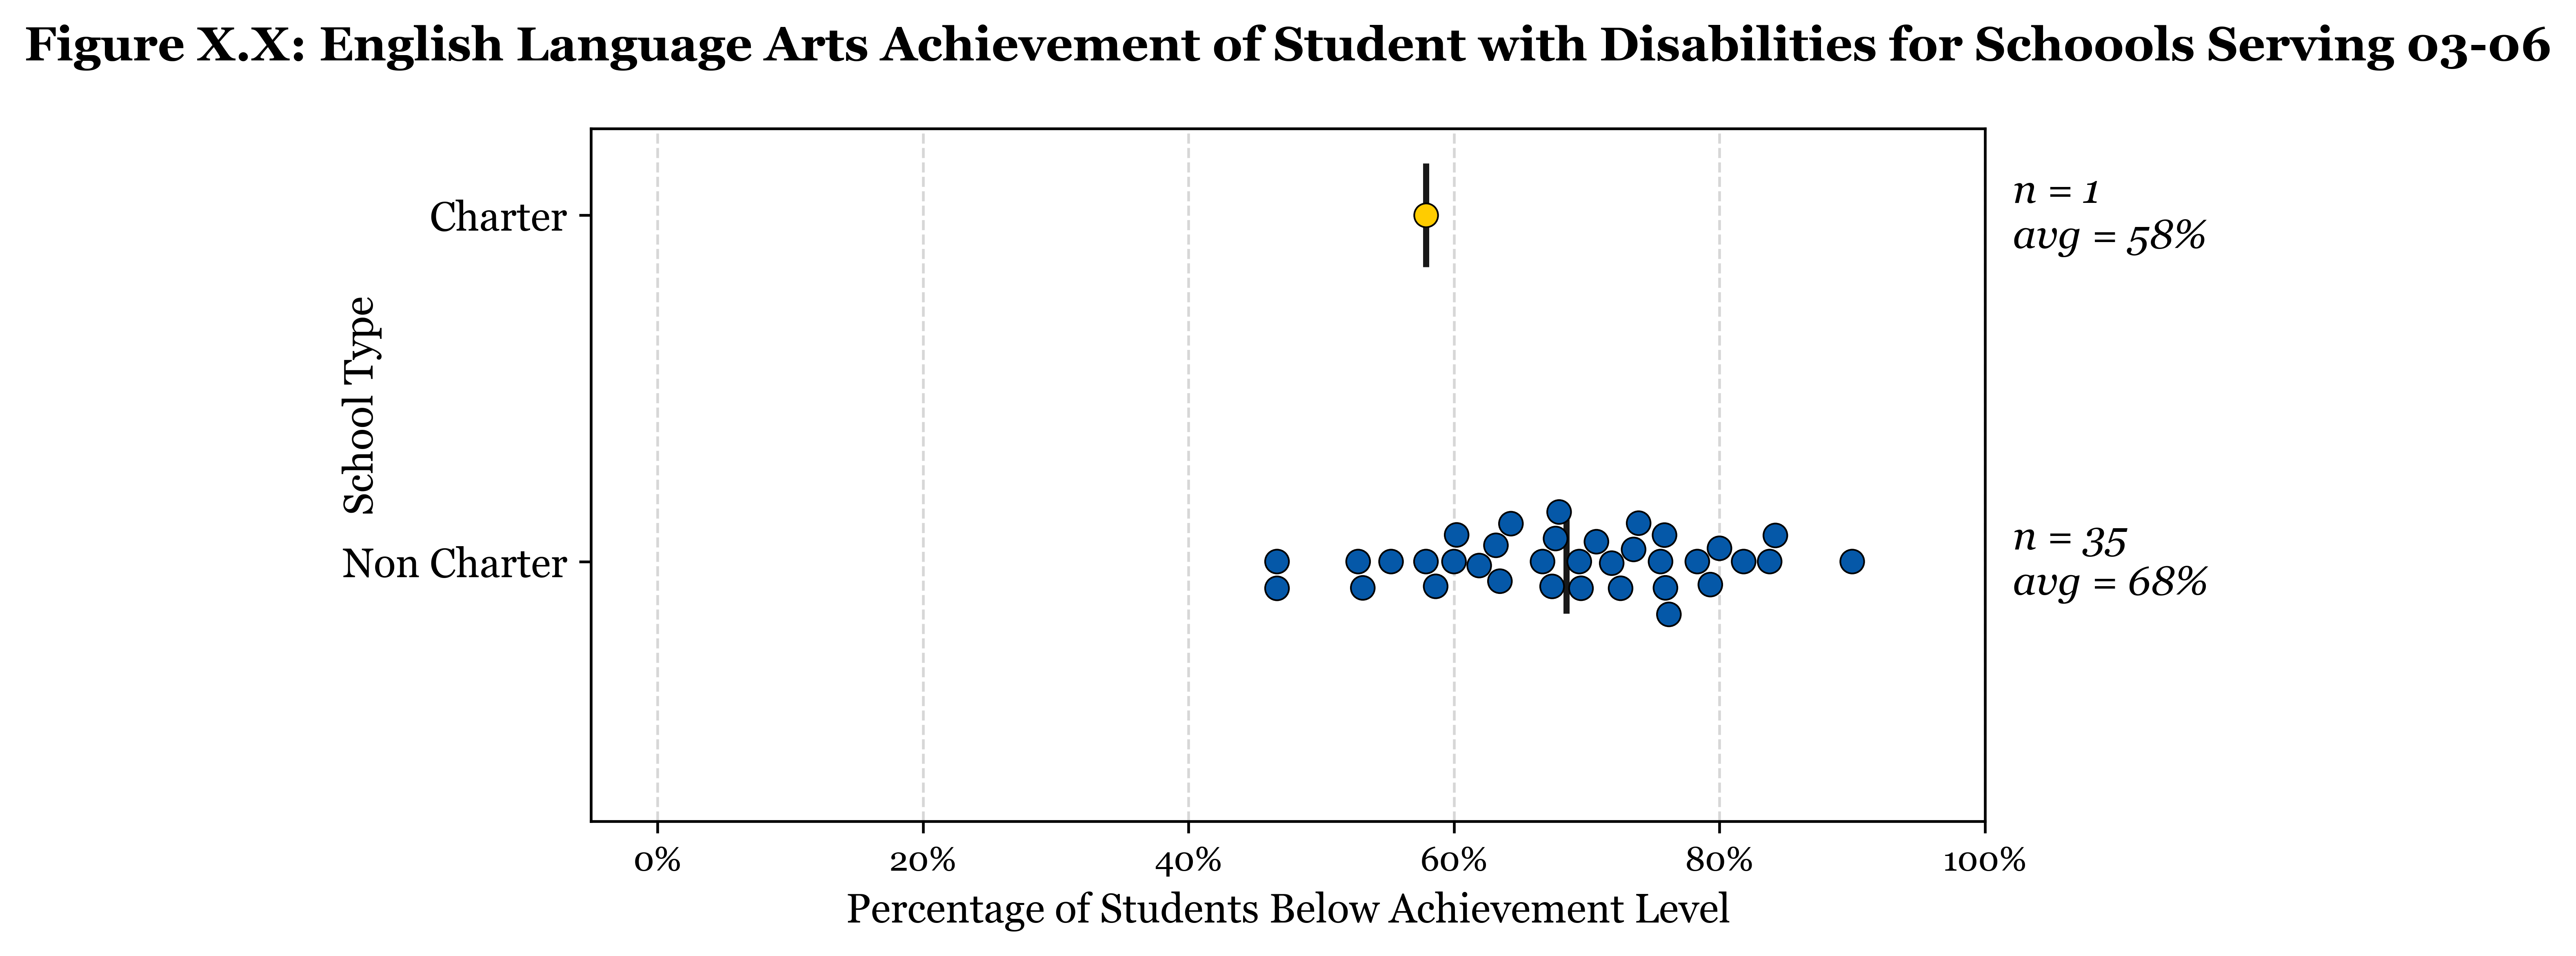 Figure X.X: English Language Arts Achievement of Student with Disabilities for Schoools Serving 03-06
Charter
n = 1
avg = 58%
School Type
Non Charter
n = 35
avg = 68%
0% 20% 40% 60% 80% 100%
Percentage of Students Below Achievement Level